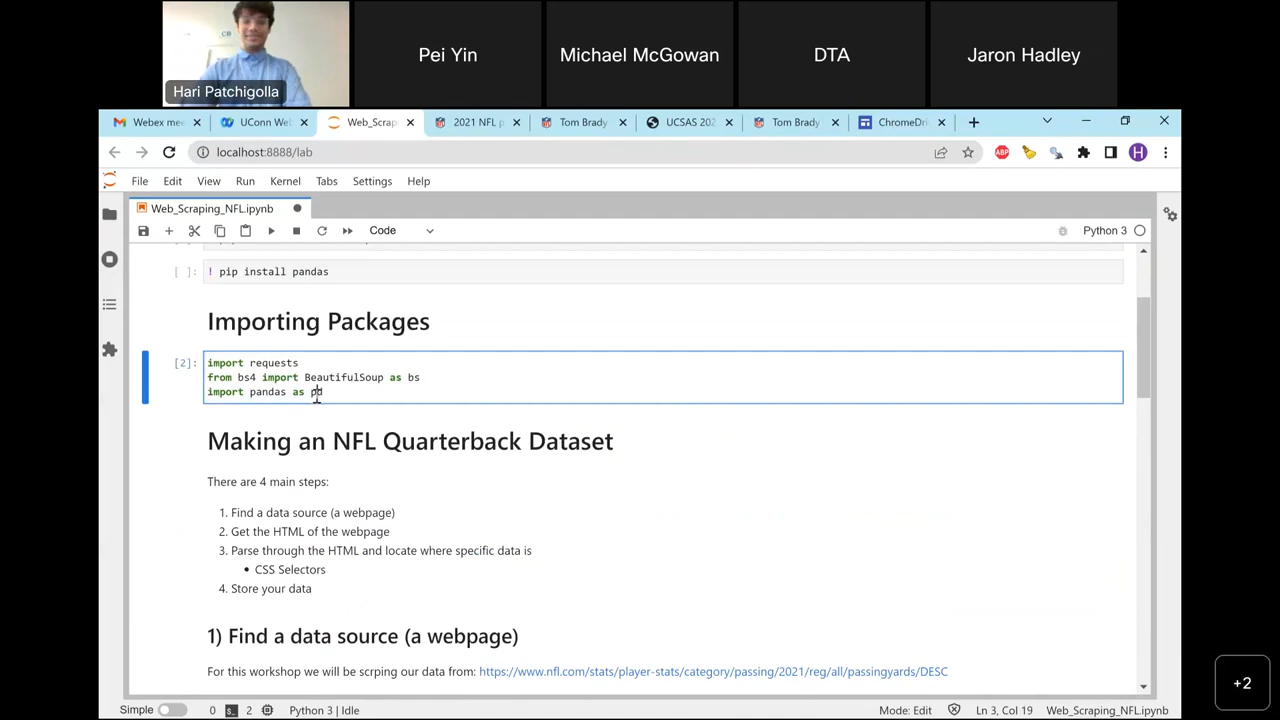 CB
Hari Patchigolla
Pei Yin
Michael McGowan
DTA
Jaron Hadley
Webex mee
UConn Web
Web_Scrap
2021 NFL p
Tom Brady
UCSAS 202
Tom Brady
ChromeDri
localhost:8888/lab
ABP
H
File Edit View Run Kernel Tabs Settings Help
Web_Scraping_NFL.ipynb
Code
Python 3
[ ]: ! pip install pandas
Importing Packages
[2]: import requests
from bs4 import BeautifulSoup as bs
import pandas as pd
Making an NFL Quarterback Dataset
There are 4 main steps:
1. Find a data source (a webpage)
2. Get the HTML of the webpage
3. Parse through the HTML and locate where specific data is
• CSS Selectors
4. Store your data
1) Find a data source (a webpage)
For this workshop we will be scrping our data from: https://www.nfl.com/stats/player-stats/category/passing/2021/reg/all/passingyards/DESC
Simple 0 2 Python 3 | Idle Mode: Edit Ln 3, Col 19 Web_Scraping_NFL.ipynb
+2